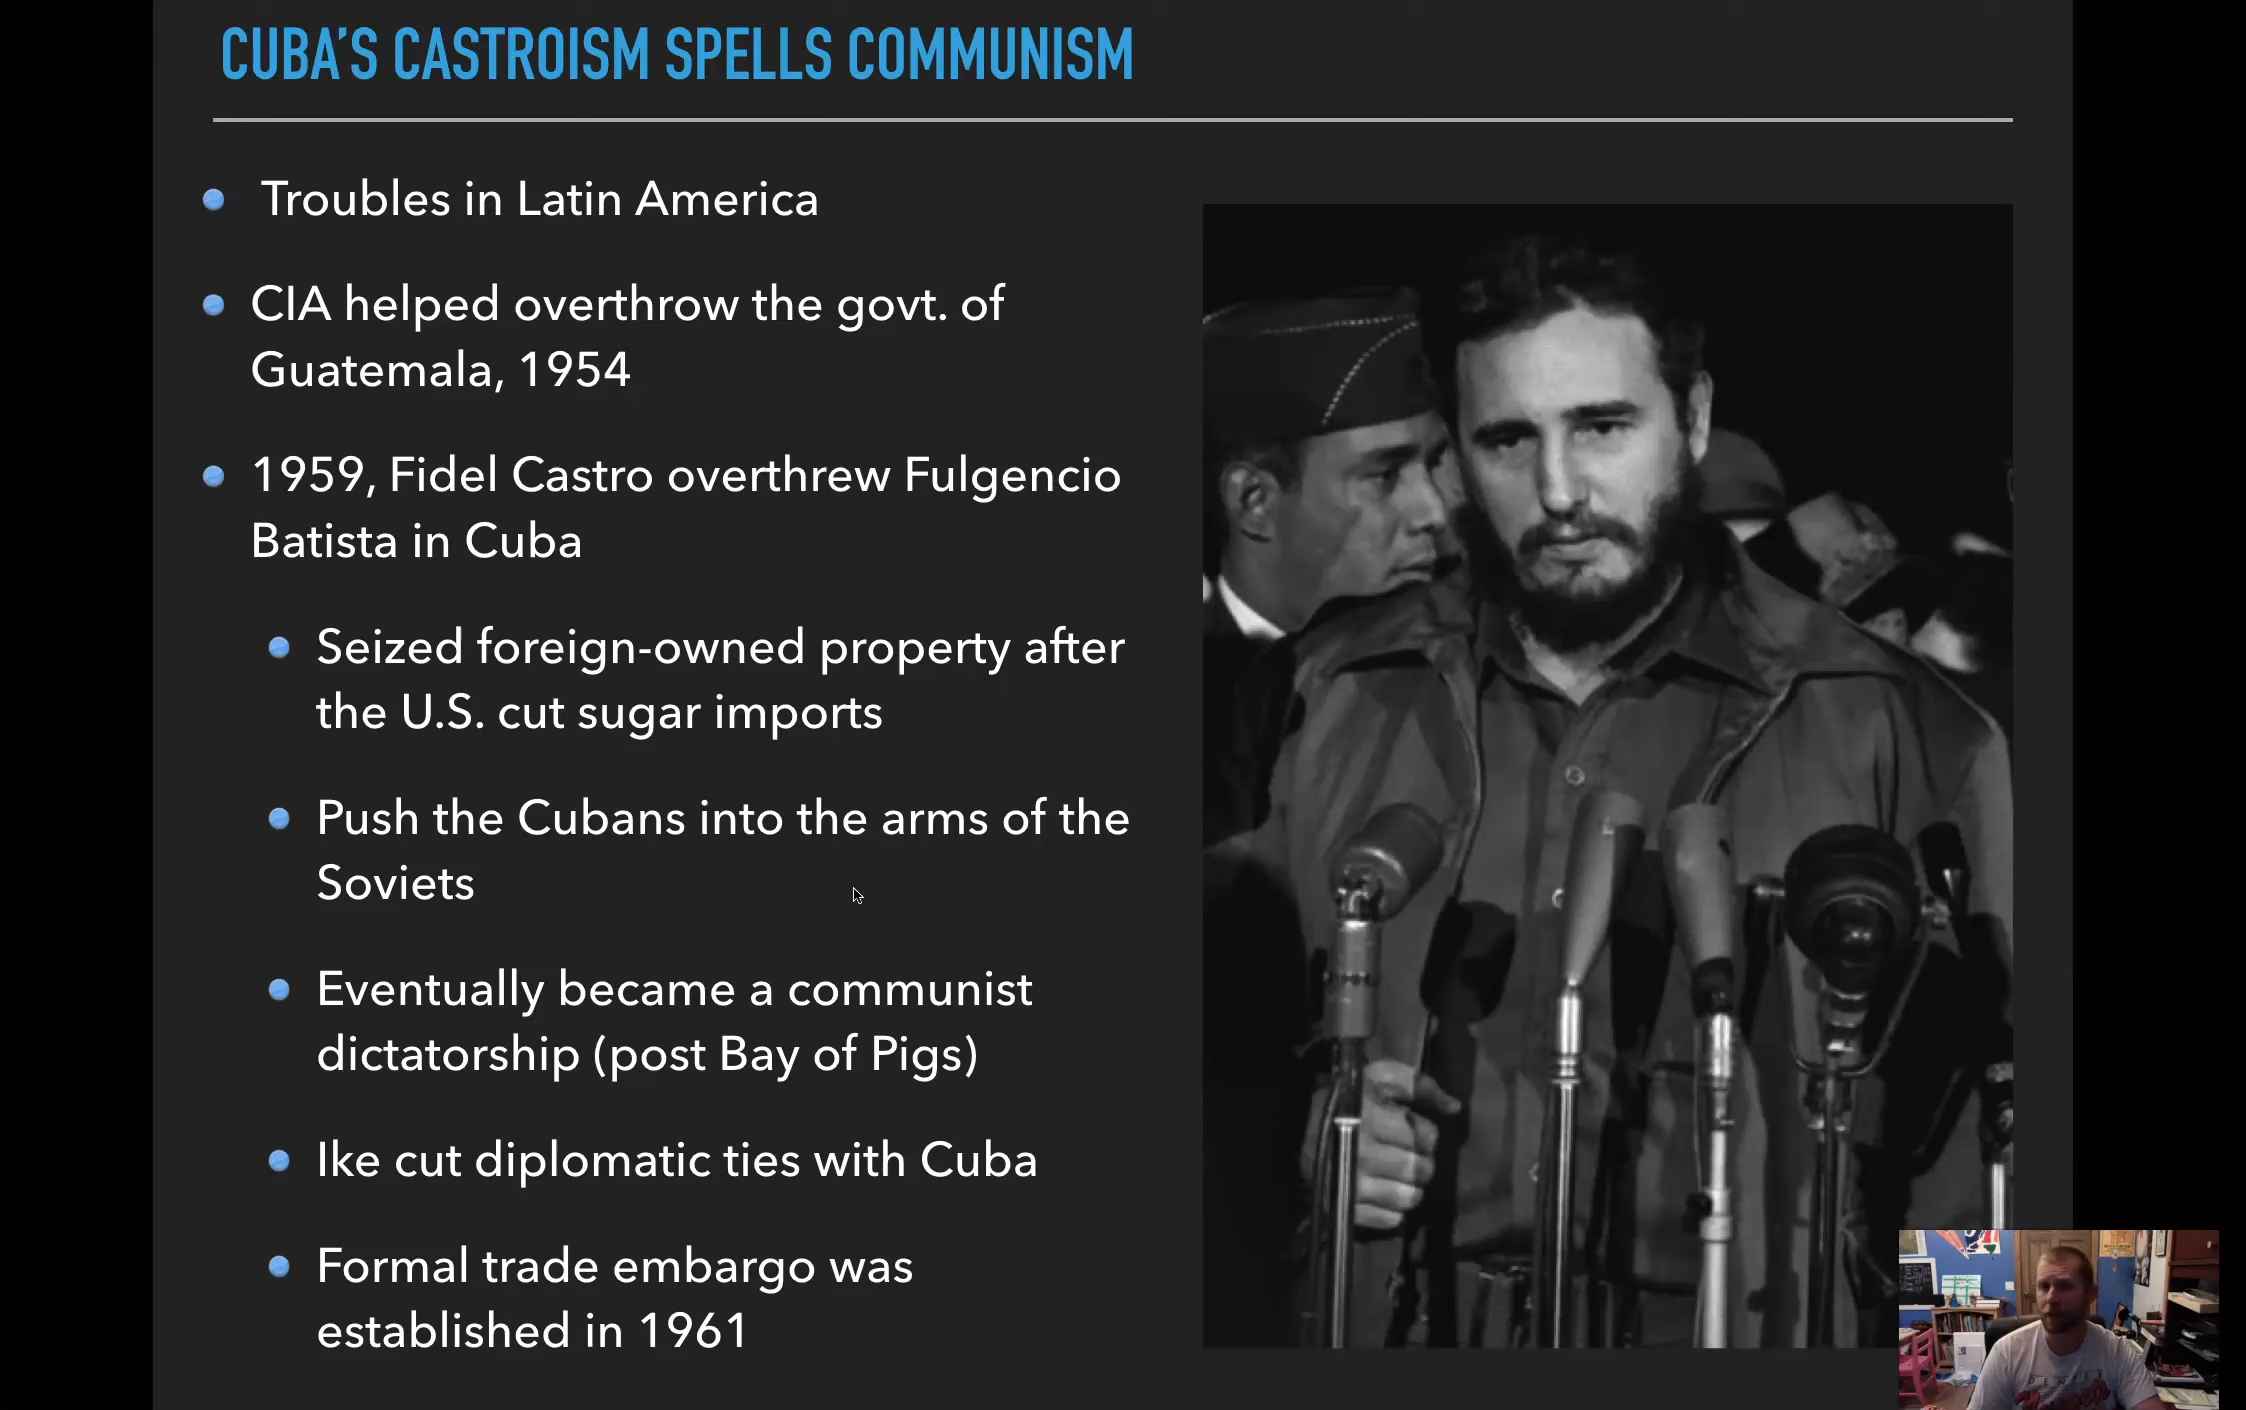 CUBA'S CASTROISM SPELLS COMMUNISM
Troubles in Latin America
CIA helped overthrow the govt. of
Guatemala, 1954
1959, Fidel Castro overthrew Fulgencio
Batista in Cuba
Seized foreign-owned property after
the U.S. cut sugar imports
Push the Cubans into the arms of the
Soviets
Eventually became a communist
dictatorship (post Bay of Pigs)
Ike cut diplomatic ties with Cuba
Formal trade embargo was
established in 1961